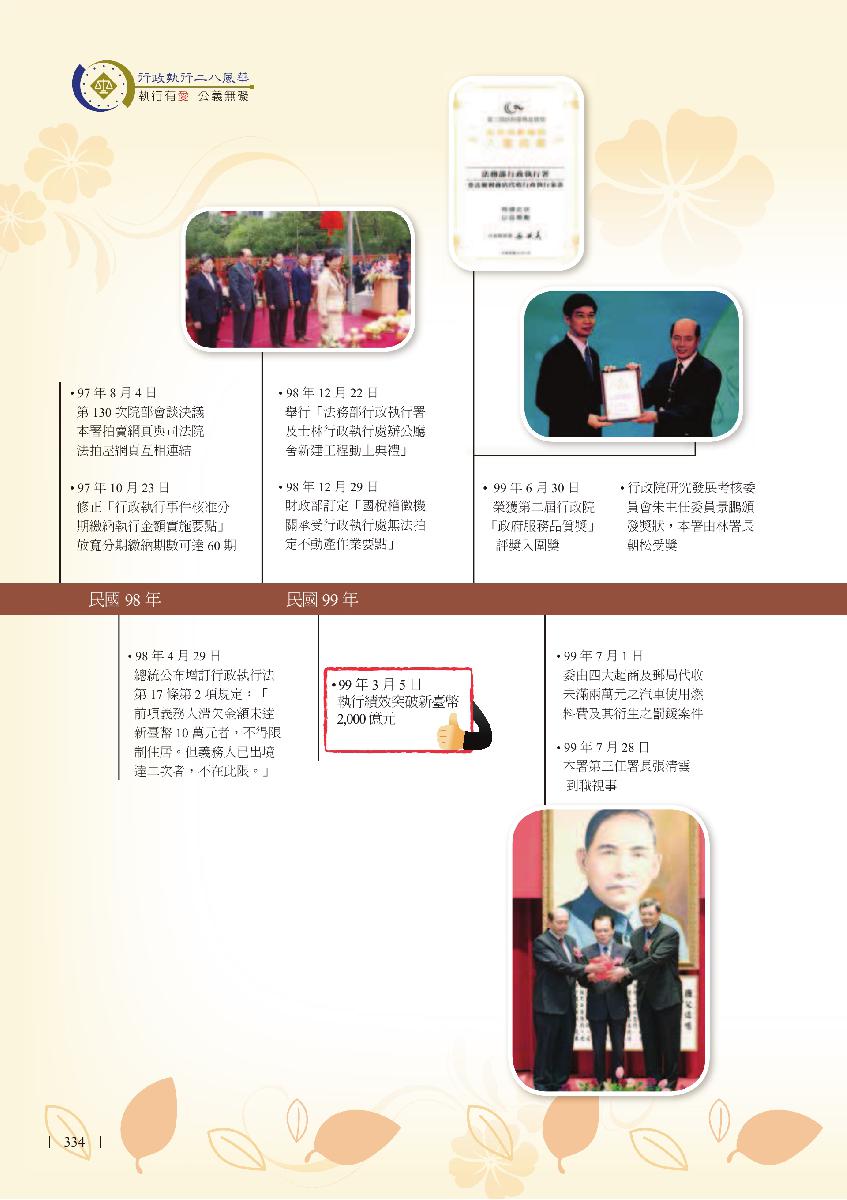 行政執行二八風華
執行有愛 公義無礙
法務部行政執行署
•97 年 8 月 4 日
第 130 次院部會談決議
本署拍賣網頁與司法院
法拍屋網頁互相連結
•97 年 10 月 23 日
修正「行政執行事件核准分
期繳納執行金額實施要點」
放寬分期繳納期數可達 60 期
•98 年 12 月 22 日
舉行「法務部行政執行署
及士林行政執行處辦公廳
舍新建工程動土典禮」
•98 年 12 月 29 日
財政部訂定「國稅稽徵機
關承受行政執行處無法拍
定不動產作業要點」
• 99 年 6 月 30 日
榮獲第二屆行政院
「政府服務品質獎」
評獎入圍獎
•行政院研究發展考核委
員會朱主任委員景鵬頒
發獎狀，本署由林署長
朝松受獎
民國 98 年
民國 99 年
•98 年 4 月 29 日
總統公布增訂行政執行法
第 17 條第 2 項規定：「
前項義務人滯欠金額未達
新臺幣 10 萬元者，不得限
制住居。但義務人已出境
達二次者，不在此限。」
•99 年 3 月 5 日
執行績效突破新臺幣
2,000 億元
•99 年 7 月 1 日
委由四大超商及郵局代收
未滿兩萬元之汽車使用燃
料費及其衍生之罰鍰案件
•99 年 7 月 28 日
本署第三任署長張清雲
到職視事
334